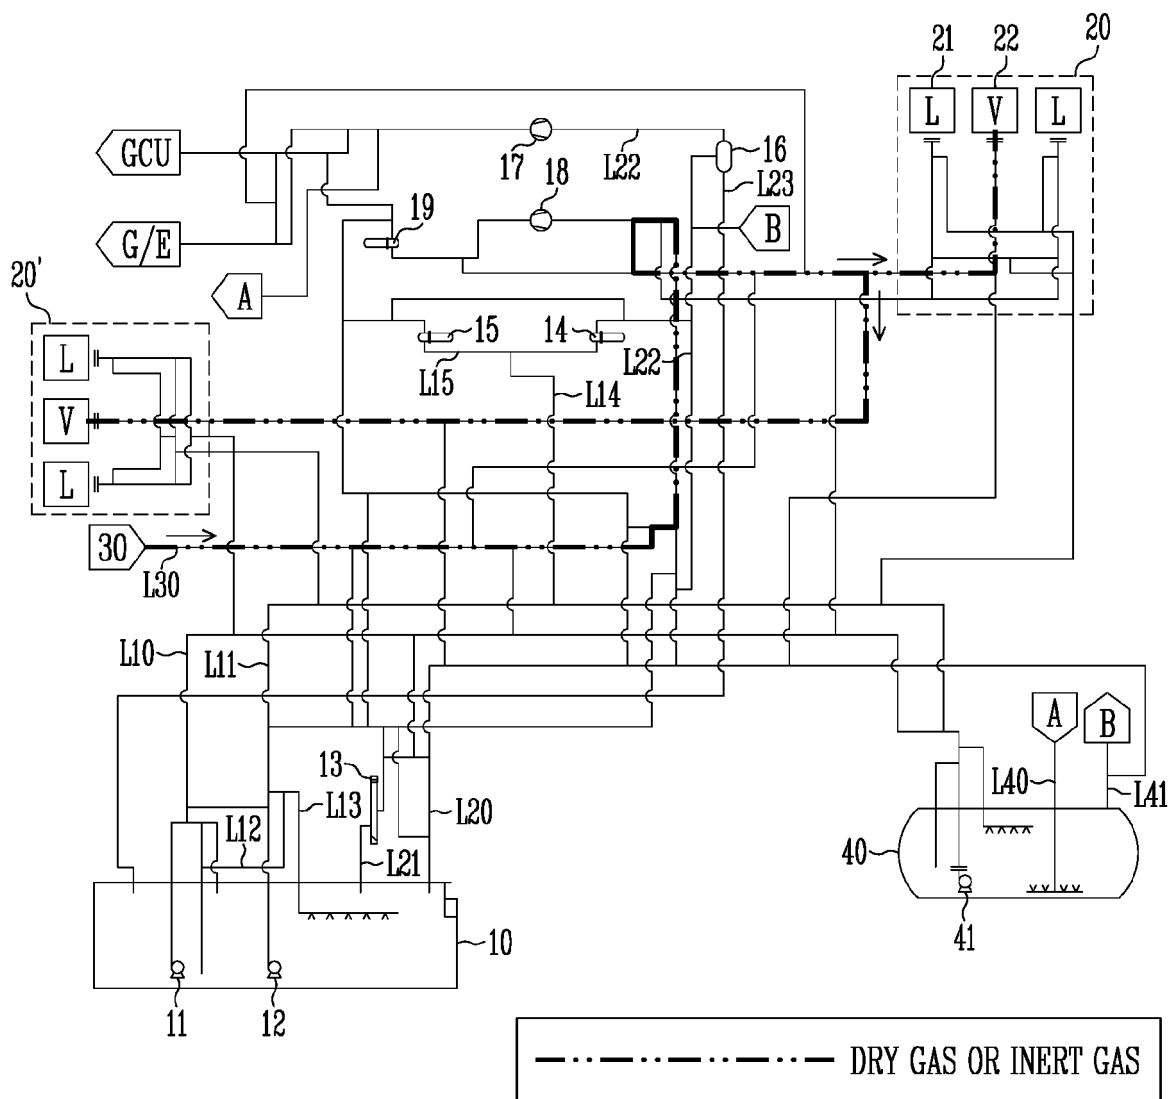 21 22 20
L V L
GCU
17 L22 16
L23
18
19
B
G/E
20'
A
L
15 14
L15
L22
L14
V
L
30
L30
L10
L11
A B
13
L40 L41
L13
L12
L20
L21
40
10
41
11 12
DRY GAS OR INERT GAS